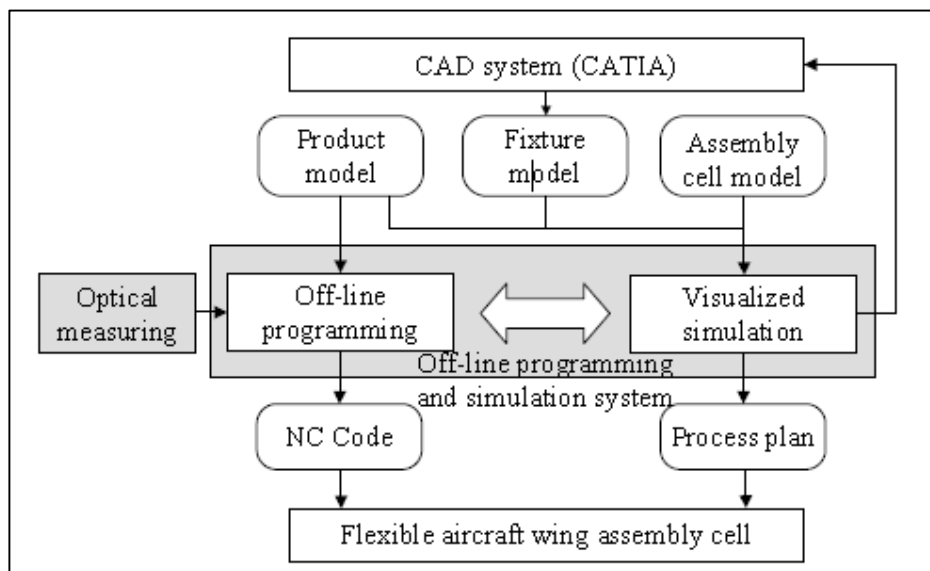 CAD system (CATIA)
Product
model
Fixture
model
Assembly
cell model
Optical
measuring
Off-line
programming
Visualized
simulation
Off-line programming
and simulation system
NC Code
Process plan
Flexible aircraft wing assembly cell